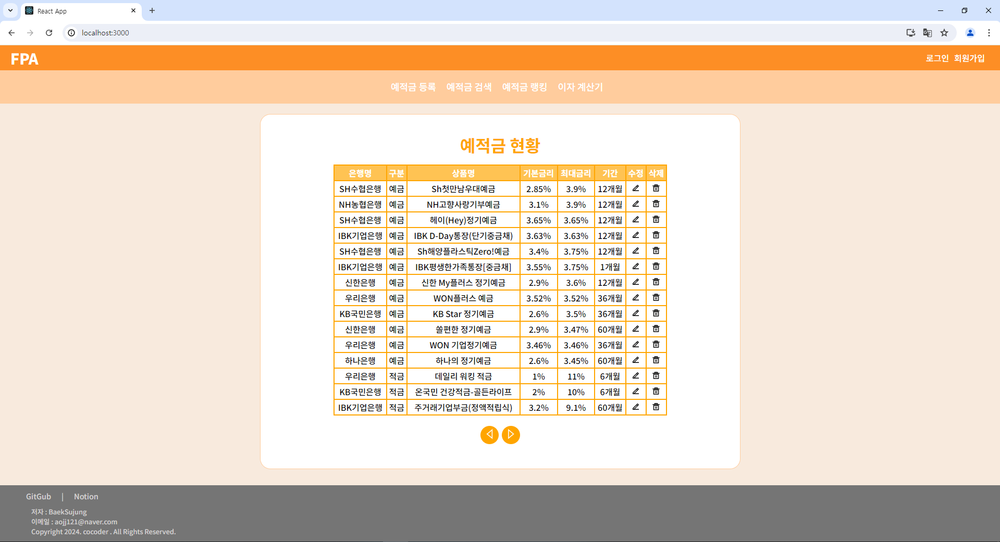 React App
localhost:3000
FPA
로그인 회원가입
예적금 등록 예적금 검색 예적금 랭킹 이자 계산기
예적금 현황
은행명 구분 상품명 기본금리 최대금리 기간 수정 삭제
SH수협은행 예금 Sh첫만남우대예금 2.85% 3.9% 12개월
NH농협은행 예금 NH고향사랑기부예금 3.1% 3.9% 12개월
SH수협은행 예금 헤이(Hey)정기예금 3.65% 3.65% 12개월
IBK기업은행 예금 IBK D-Day통장(단기중금채) 3.63% 3.63% 12개월
SH수협은행 예금 Sh해양플라스틱Zero!예금 3.4% 3.75% 12개월
IBK기업은행 예금 IBK평생한가족통장[중금채] 3.55% 3.75% 1개월
신한은행 예금 신한 My플러스 정기예금 2.9% 3.6% 12개월
우리은행 예금 WON플러스 예금 3.52% 3.52% 36개월
KB국민은행 예금 KB Star 정기예금 2.6% 3.5% 36개월
신한은행 예금 쏠편한 정기예금 2.9% 3.47% 60개월
우리은행 예금 WON 기업정기예금 3.46% 3.46% 36개월
하나은행 예금 하나의 정기예금 2.6% 3.45% 60개월
우리은행 적금 데일리 워킹 적금 1% 11% 6개월
KB국민은행 적금 온국민 건강적금-골든라이프 2% 10% 6개월
IBK기업은행 적금 주거래기업부금(정액적립식) 3.2% 9.1% 60개월
GitGub | Notion
저자 : BaekSujung
이메일 : aojj121@naver.com
Copyright 2024. cocoder . All Rights Reserved.